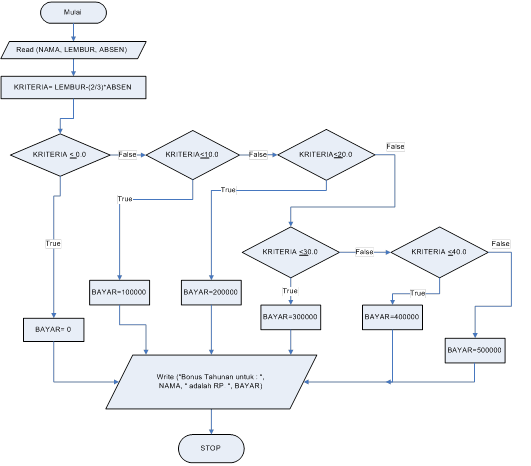 Mulai
Read (NAMA, LEMBUR, ABSEN)
KRITERIA= LEMBUR-(2/3)*ABSEN
KRITERIA ≤ 0.0
False
KRITERIA≤10.0
False
KRITERIA≤20.0
False
True
True
True
KRITERIA ≤30.0
False
KRITERIA ≤40.0
False
True
True
BAYAR=100000
BAYAR=200000
BAYAR=300000
BAYAR=400000
BAYAR= 0
BAYAR=500000
Write ("Bonus Tahunan untuk : ",
NAMA, " adalah RP. ", BAYAR)
STOP